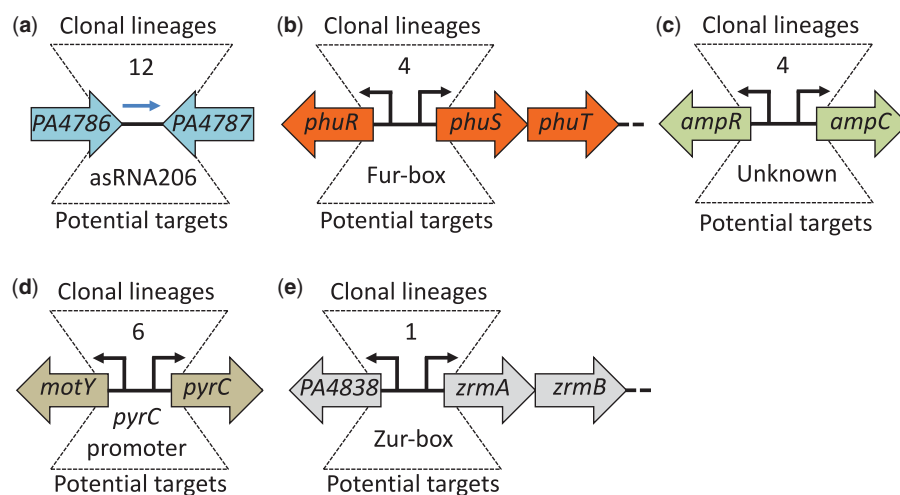 (a)
Clonal lineages
12
PA4786
PA4787
asRNA206
Potential targets
(b)
Clonal lineages
4
phuR
phuS
phuT
Fur-box
Potential targets
(c)
Clonal lineages
4
ampR
ampC
Unknown
Potential targets
(d)
Clonal lineages
6
motY
pyrC
pyrC
promoter
Potential targets
(e)
Clonal lineages
1
PA4838
zrmA
zrmB
Zur-box
Potential targets